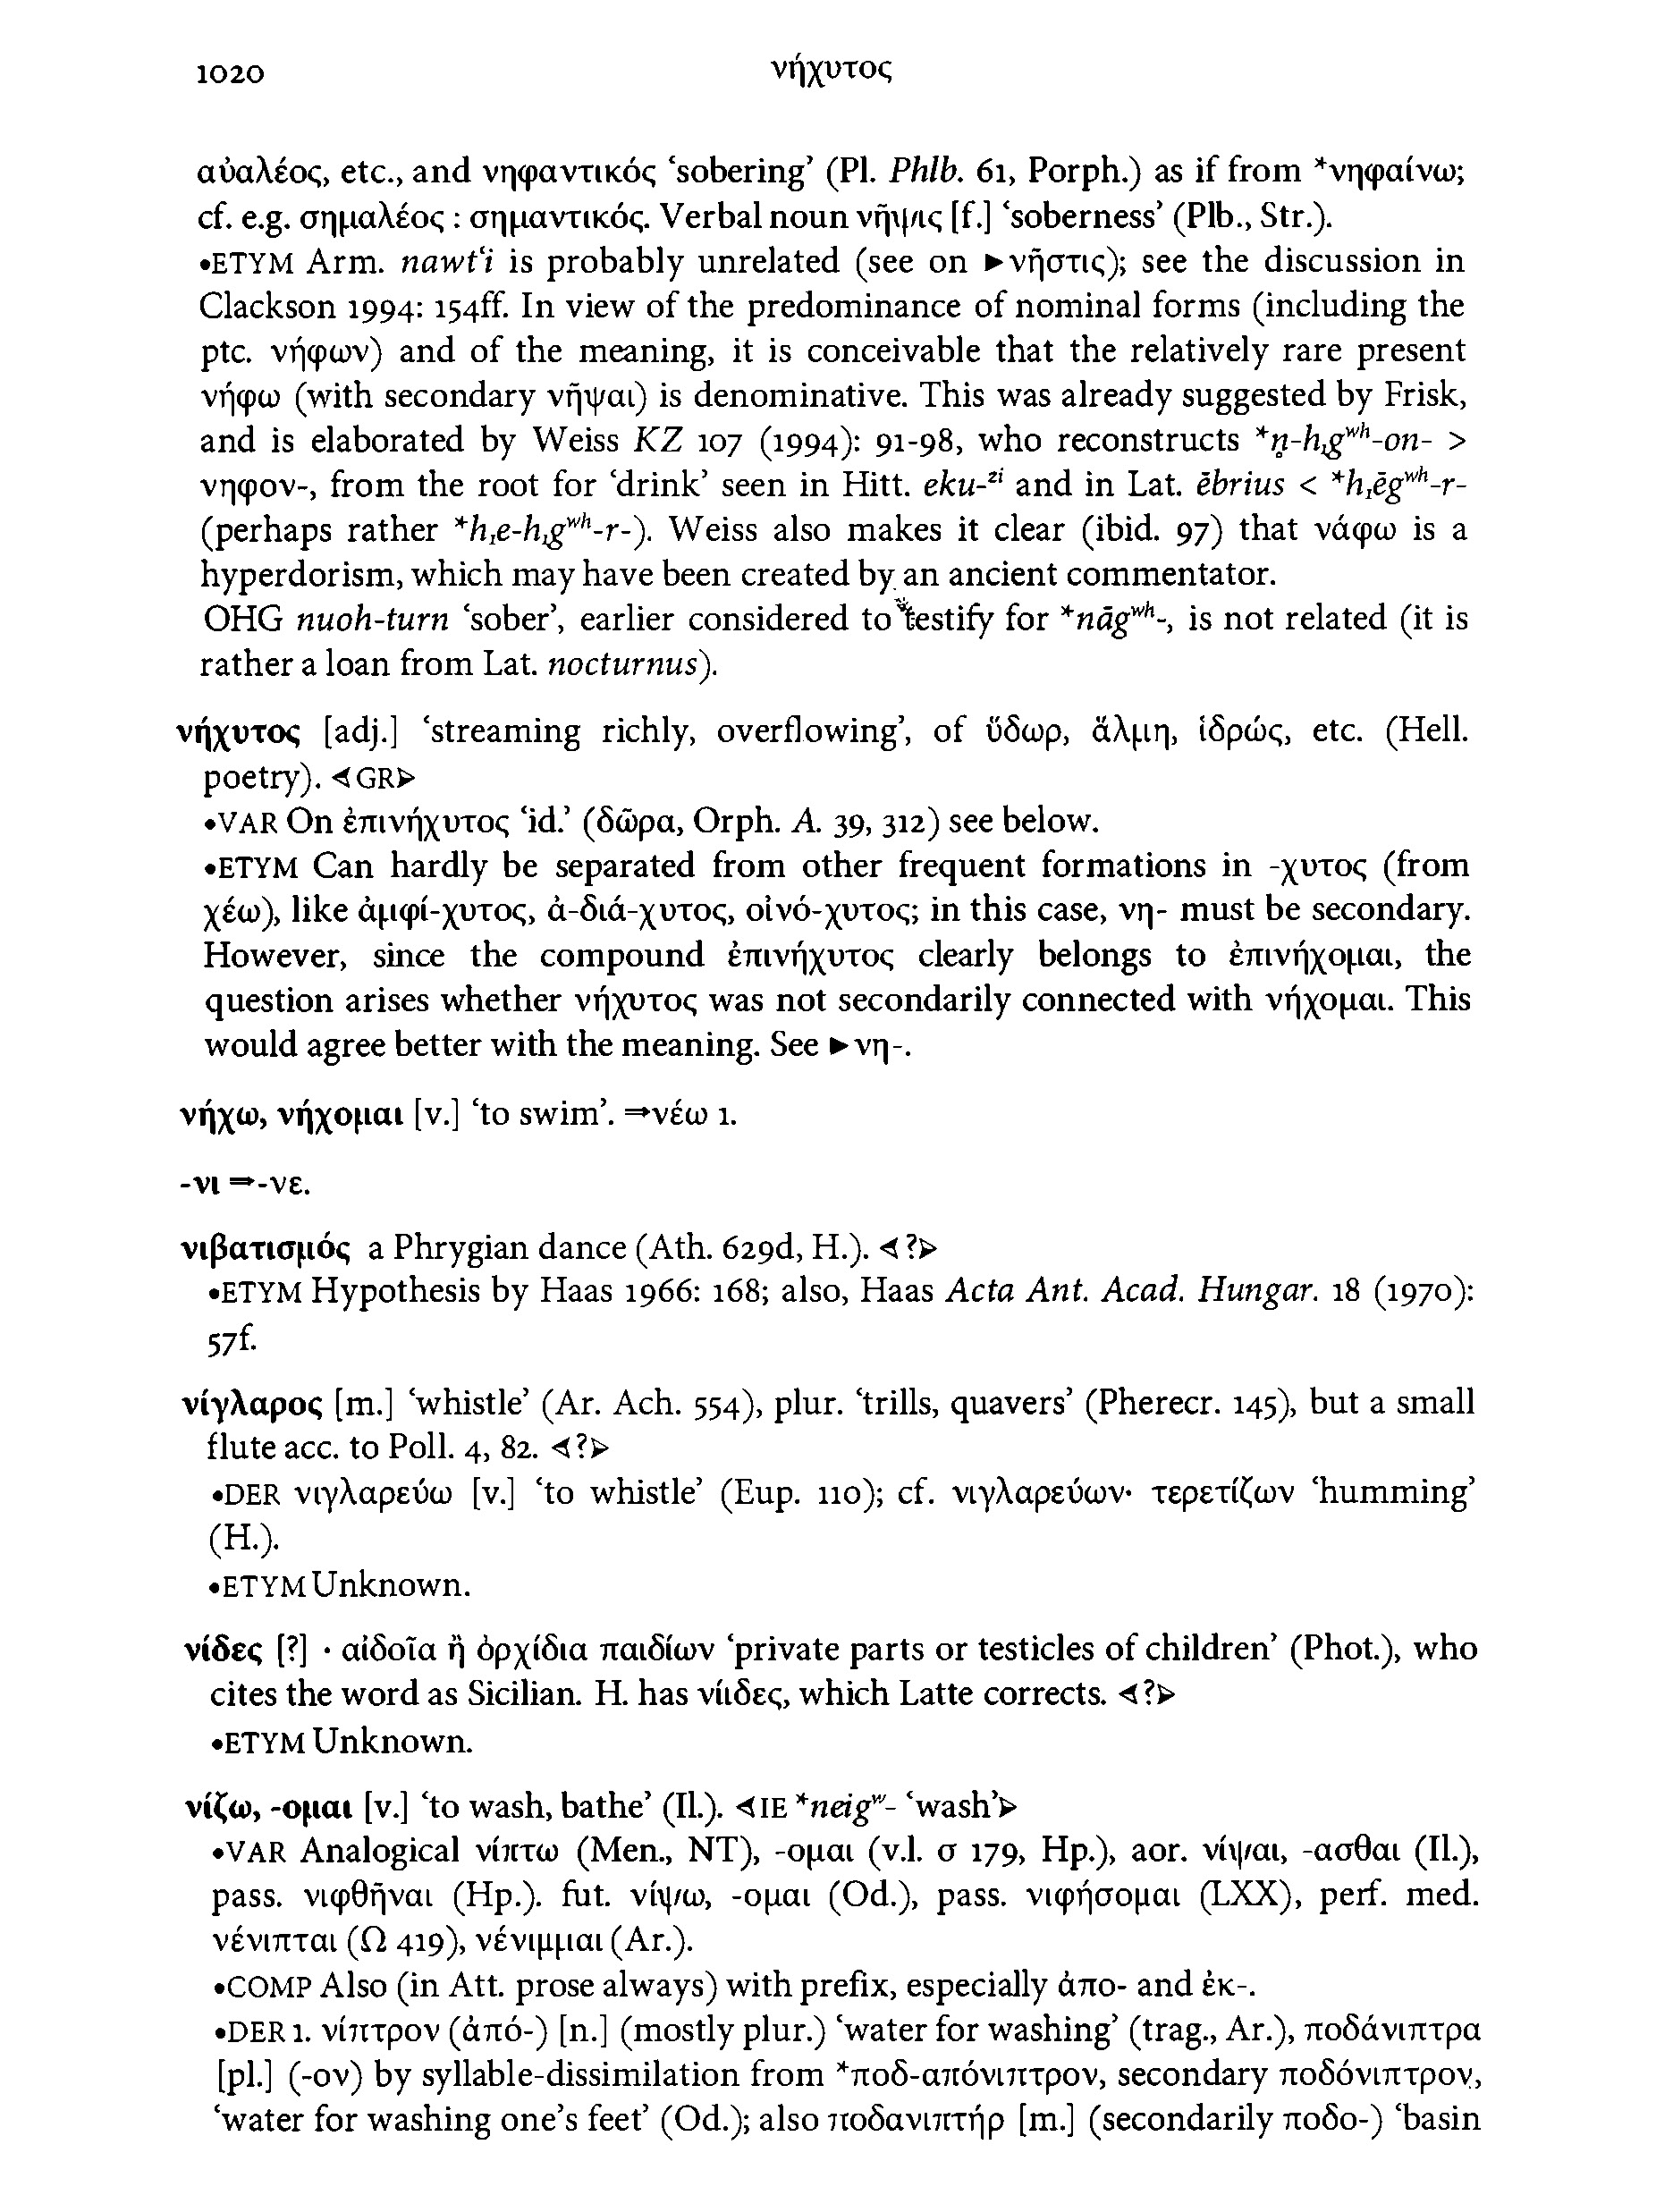 1020 νήχυτος
αὐαλέος, etc., and νηφαντικός ‘sobering’ (Pl. Phlb. 61, Porph.) as if from *νηφαίνω;
cf. e.g. σημαλέος : σημαντικός. Verbal noun νῆψις [f.] ‘soberness’ (Plb., Str.).
•ETYM Arm. nawtʿi is probably unrelated (see on ►νῆστις); see the discussion in
Clackson 1994: 154ff. In view of the predominance of nominal forms (including the
ptc. νήφων) and of the meaning, it is conceivable that the relatively rare present
νήφω (with secondary νῆψαι) is denominative. This was already suggested by Frisk,
and is elaborated by Weiss KZ 107 (1994): 91-98, who reconstructs *n̥-h₁gʷʰ-on- >
νηφον-, from the root for ‘drink’ seen in Hitt. eku-ᶻⁱ and in Lat. ēbrius < *h₁ēgʷʰ-r-
(perhaps rather *h₁e-h₁gʷʰ-r-). Weiss also makes it clear (ibid. 97) that νάφω is a
hyperdorism, which may have been created by an ancient commentator.
OHG nuoh-turn ‘sober’, earlier considered to testify for *nāgʷʰ-, is not related (it is
rather a loan from Lat. nocturnus).
νήχυτος [adj.] ‘streaming richly, overflowing’, of ὕδωρ, ἅλμη, ἱδρώς, etc. (Hell.
poetry). ⋖GR⋗
•VAR On ἐπινήχυτος ‘id.’ (δῶρα, Orph. A. 39, 312) see below.
•ETYM Can hardly be separated from other frequent formations in -χυτος (from
χέω), like ἀμφί-χυτος, ἀ-διά-χυτος, οἰνό-χυτος; in this case, νη- must be secondary.
However, since the compound ἐπινήχυτος clearly belongs to ἐπινήχομαι, the
question arises whether νήχυτος was not secondarily connected with νήχομαι. This
would agree better with the meaning. See ►νη-.
νήχω, νήχομαι [v.] ‘to swim’. ⇒νέω 1.
-νι ⇒-νε.
νιβατισμός a Phrygian dance (Ath. 629d, H.). ⋖?⋗
•ETYM Hypothesis by Haas 1966: 168; also, Haas Acta Ant. Acad. Hungar. 18 (1970):
57f.
νίγλαρος [m.] ‘whistle’ (Ar. Ach. 554), plur. ‘trills, quavers’ (Pherecr. 145), but a small
flute acc. to Poll. 4, 82. ⋖?⋗
•DER νιγλαρεύω [v.] ‘to whistle’ (Eup. 110); cf. νιγλαρεύων· τερετίζων ‘humming’
(H.).
•ETYM Unknown.
νίδες [?] · αἰδοῖα ἢ ὀρχίδια παιδίων ‘private parts or testicles of children’ (Phot.), who
cites the word as Sicilian. H. has νίιδες, which Latte corrects. ⋖?⋗
•ETYM Unknown.
νίζω, -ομαι [v.] ‘to wash, bathe’ (Il.). ⋖IE *neigʷ- ‘wash’⋗
•VAR Analogical νίπτω (Men., NT), -ομαι (v.l. σ 179, Hp.), aor. νίψαι, -ασθαι (Il.),
pass. νιφθῆναι (Hp.). fut. νίψω, -ομαι (Od.), pass. νιφήσομαι (LXX), perf. med.
νένιπται (Ω 419), νένιμμαι (Ar.).
•COMP Also (in Att. prose always) with prefix, especially ἀπο- and ἐκ-.
•DER 1. νίπτρον (ἀπό-) [n.] (mostly plur.) ‘water for washing’ (trag., Ar.), ποδάνιπτρα
[pl.] (-ον) by syllable-dissimilation from *ποδ-απόνιπτρον, secondary ποδόνιπτρον,
‘water for washing one’s feet’ (Od.); also ποδανιπτήρ [m.] (secondarily ποδο-) ‘basin